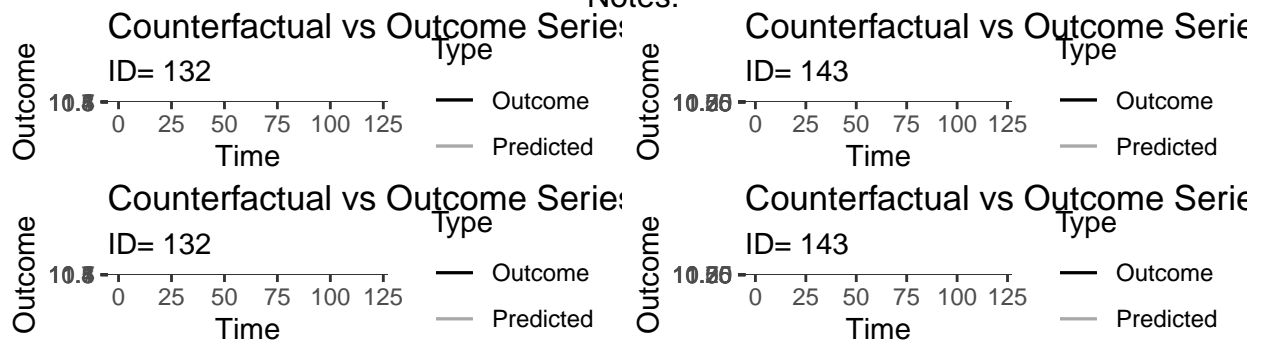 Notes:
Counterfactual vs Outcome Series
ID= 132
Outcome
0 25 50 75 100 125
Time
Type
Outcome
Predicted
Counterfactual vs Outcome Serie
ID= 143
Outcome
0 25 50 75 100 125
Time
Type
Outcome
Predicted
Counterfactual vs Outcome Series
ID= 132
Outcome
0 25 50 75 100 125
Time
Type
Outcome
Predicted
Counterfactual vs Outcome Serie
ID= 143
Outcome
0 25 50 75 100 125
Time
Type
Outcome
Predicted